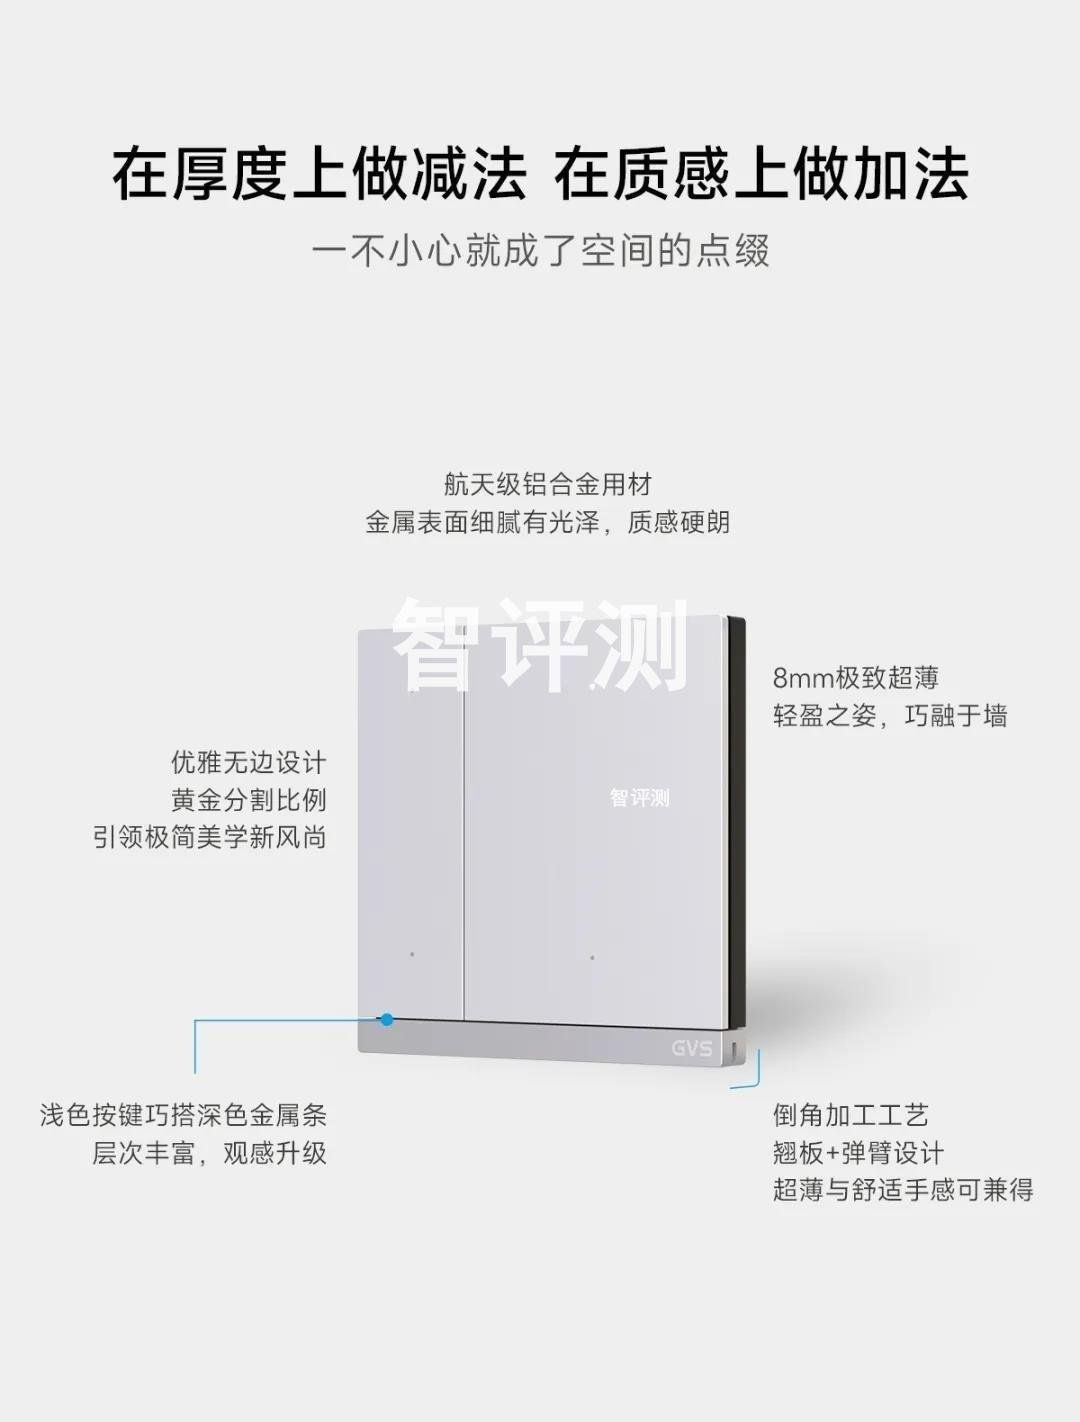 在厚度上做减法 在质感上做加法
一不小心就成了空间的点缀
航天级铝合金用材
金属表面细腻有光泽，质感硬朗
智评测
8mm极致超薄
轻盈之姿，巧融于墙
优雅无边设计
黄金分割比例
引领极简美学新风尚
智评测
GVS
浅色按键巧搭深色金属条
层次丰富，观感升级
倒角加工工艺
翘板+弹臂设计
超薄与舒适手感可兼得